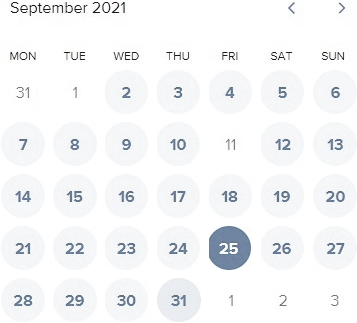 September 2021
MON TUE WED THU FRI SAT SUN
31 1 2 3 4 5 6
7 8 9 10 11 12 13
14 15 16 17 18 19 20
21 22 23 24 25 26 27
28 29 30 31 1 2 3